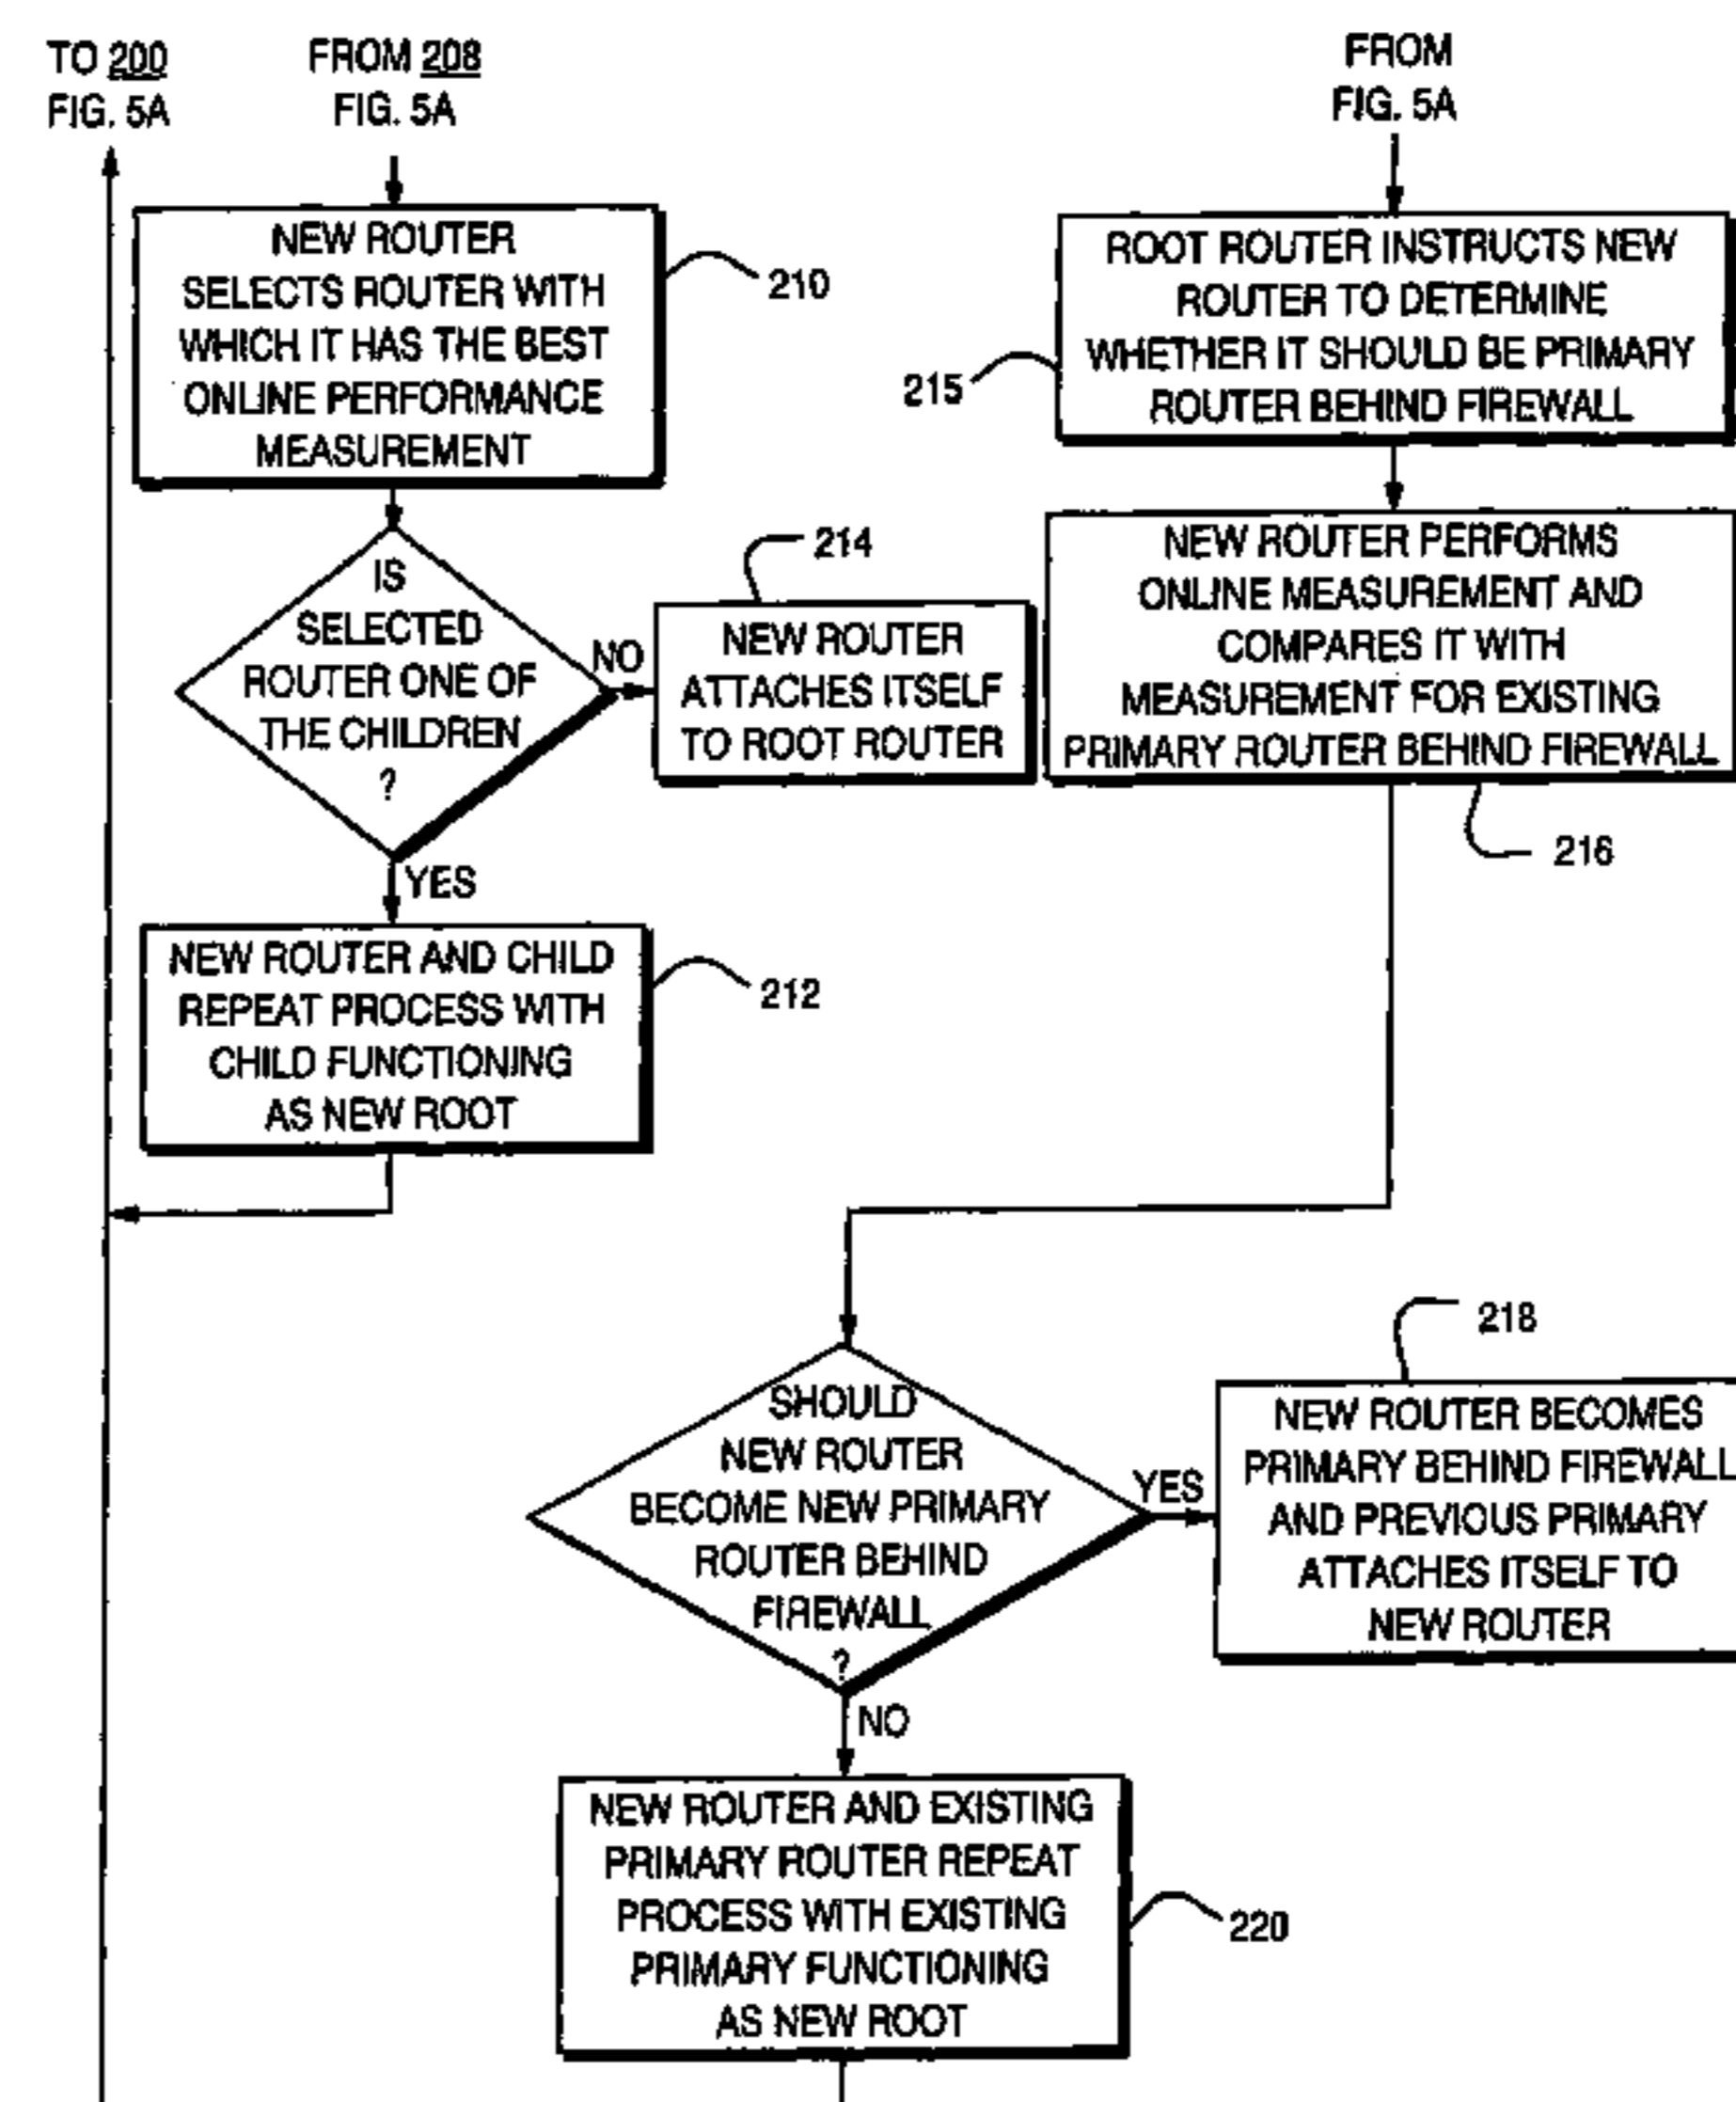 TO 200
FIG. 5A
FROM 208
FIG. 5A
FROM
FIG. 5A
NEW ROUTER
SELECTS ROUTER WITH
WHICH IT HAS THE BEST
ONLINE PERFORMANCE
MEASUREMENT
210
ROOT ROUTER INSTRUCTS NEW
ROUTER TO DETERMINE
WHETHER IT SHOULD BE PRIMARY
ROUTER BEHIND FIREWALL
215
IS
SELECTED
ROUTER ONE OF
THE CHILDREN
?
NO
YES
214
NEW ROUTER
ATTACHES ITSELF
TO ROOT ROUTER
NEW ROUTER PERFORMS
ONLINE MEASUREMENT AND
COMPARES IT WITH
MEASUREMENT FOR EXISTING
PRIMARY ROUTER BEHIND FIREWALL
216
NEW ROUTER AND CHILD
REPEAT PROCESS WITH
CHILD FUNCTIONING
AS NEW ROOT
212
SHOULD
NEW ROUTER
BECOME NEW PRIMARY
ROUTER BEHIND
FIREWALL
?
YES
NO
218
NEW ROUTER BECOMES
PRIMARY BEHIND FIREWALL
AND PREVIOUS PRIMARY
ATTACHES ITSELF TO
NEW ROUTER
NEW ROUTER AND EXISTING
PRIMARY ROUTER REPEAT
PROCESS WITH EXISTING
PRIMARY FUNCTIONING
AS NEW ROOT
220